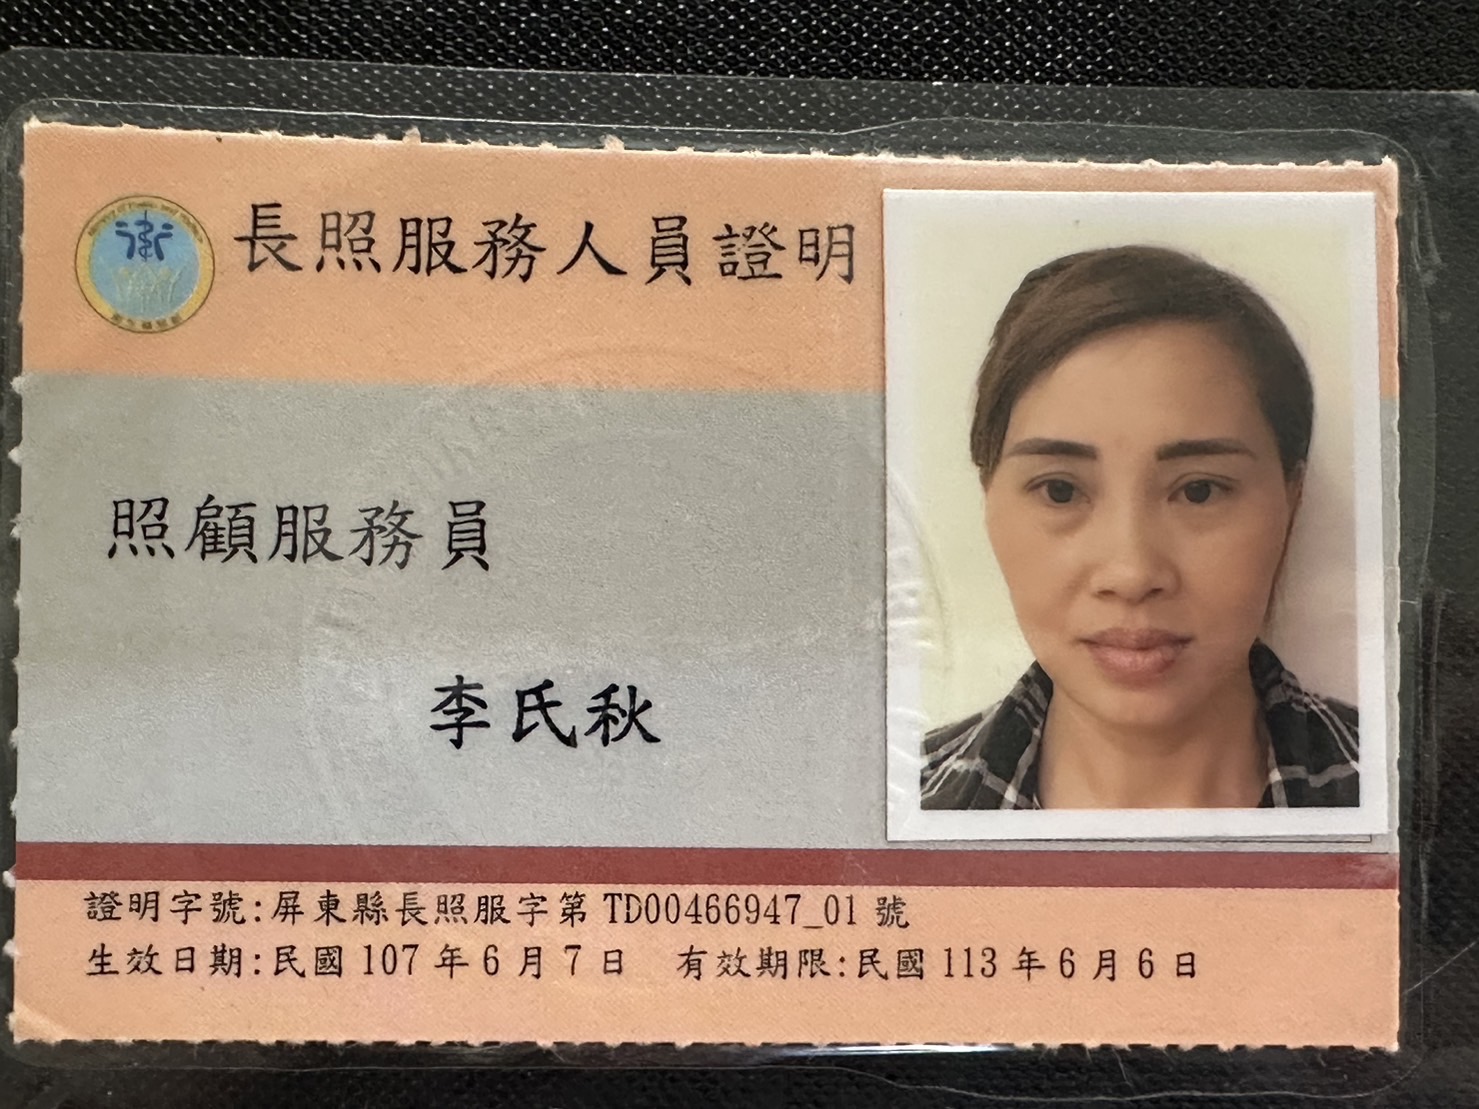 長照服務人員證明
照顧服務員
李氏秋
證明字號:屏東縣長照服字第 TD00466947_01 號
生效日期:民國 107 年 6 月 7 日 有效期限:民國 113 年 6 月 6 日